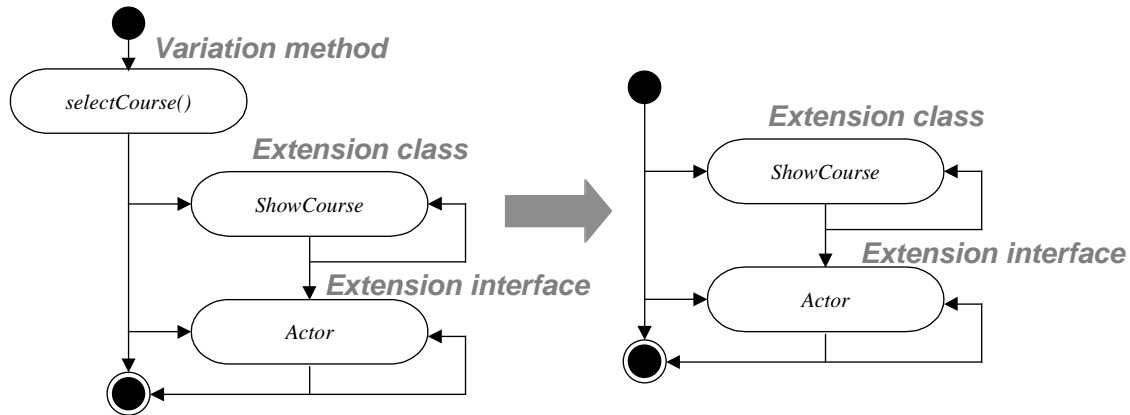 Variation method
selectCourse()
Extension class
ShowCourse
Extension interface
Actor
Extension class
ShowCourse
Extension interface
Actor